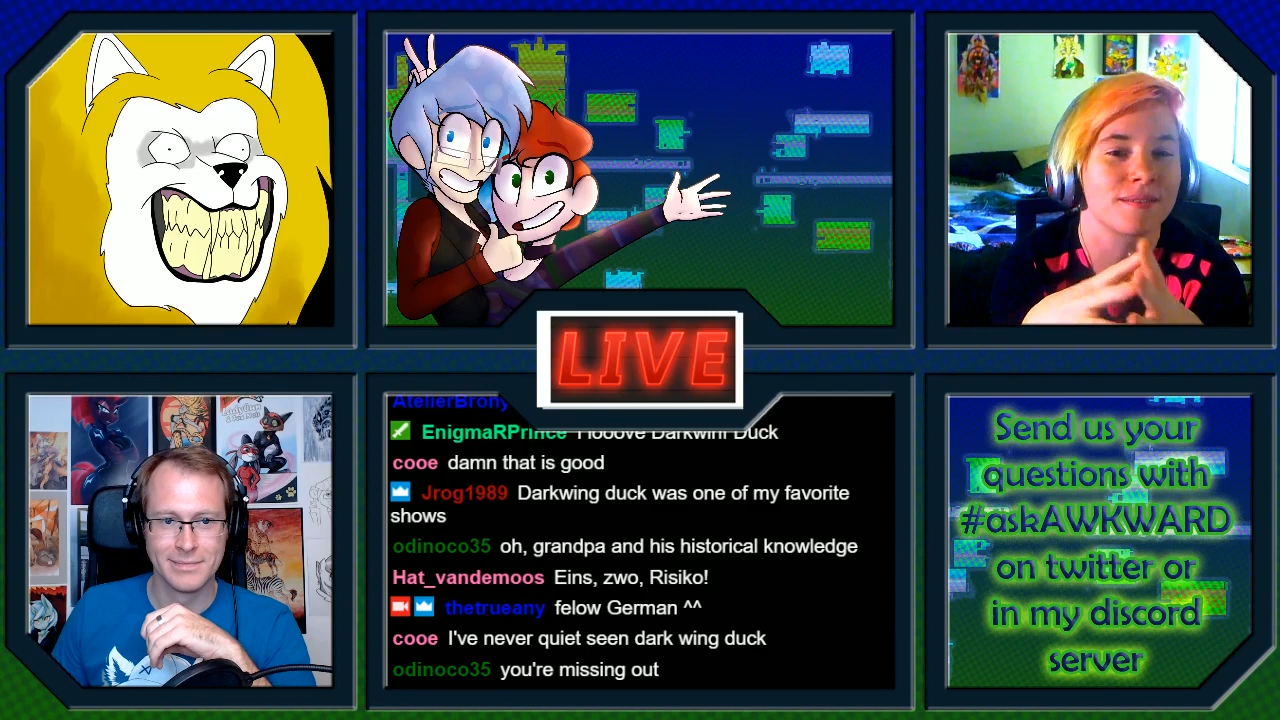 LIVE
AtelierBrony
EnigmaRPrince I looove Darkwini Duck
cooe damn that is good
Jrog1989 Darkwing duck was one of my favorite
shows
odinoco35 oh, grandpa and his historical knowledge
Hat_vandemoos Eins, zwo, Risiko!
thetrueany felow German ^^
cooe I've never quiet seen dark wing duck
odinoco35 you're missing out
Send us your
questions with
#askAWKWARD
on twitter or
in my discord
server